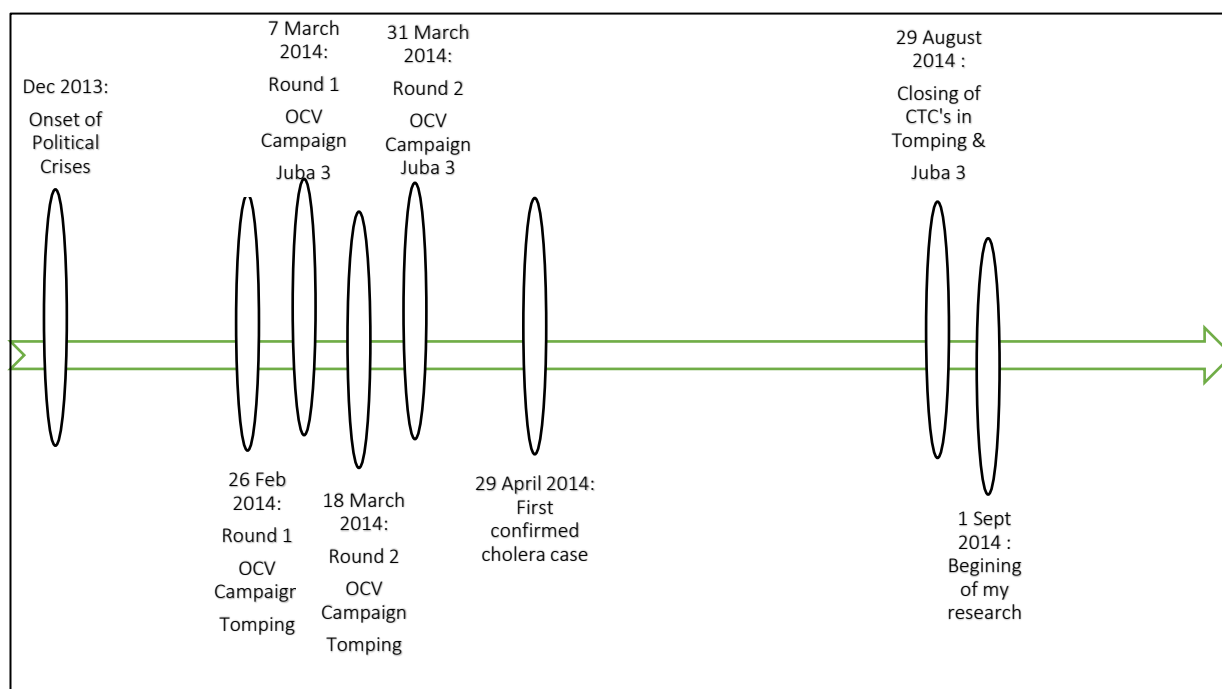 Dec 2013:
Onset of
Political
Crises
26 Feb
2014:
Round 1
OCV
Campaigr
Tomping
7 March
2014:
Round 1
OCV
Campaign
Juba 3
18 March
2014:
Round 2
OCV
Campaign
Tomping
31 March
2014:
Round 2
OCV
Campaign
Juba 3
29 April 2014:
First
confirmed
cholera case
29 August
2014 :
Closing of
CTC's in
Tomping &
Juba 3
1 Sept
2014 :
Begining
of my
research